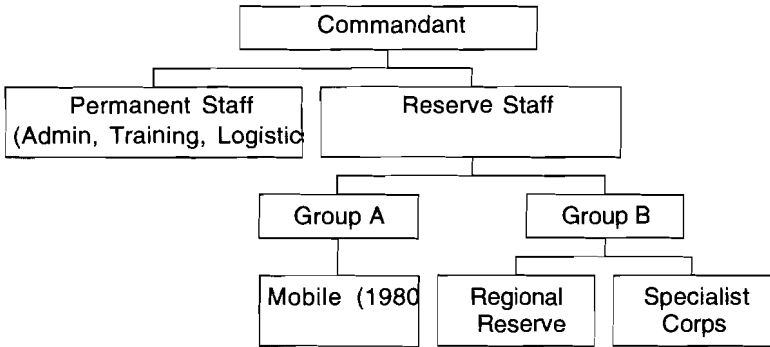 Commandant
Permanent Staff
(Admin, Training, Logistic
Reserve Staff
Group A
Group B
Mobile (1980
Regional
Reserve
Specialist
Corps